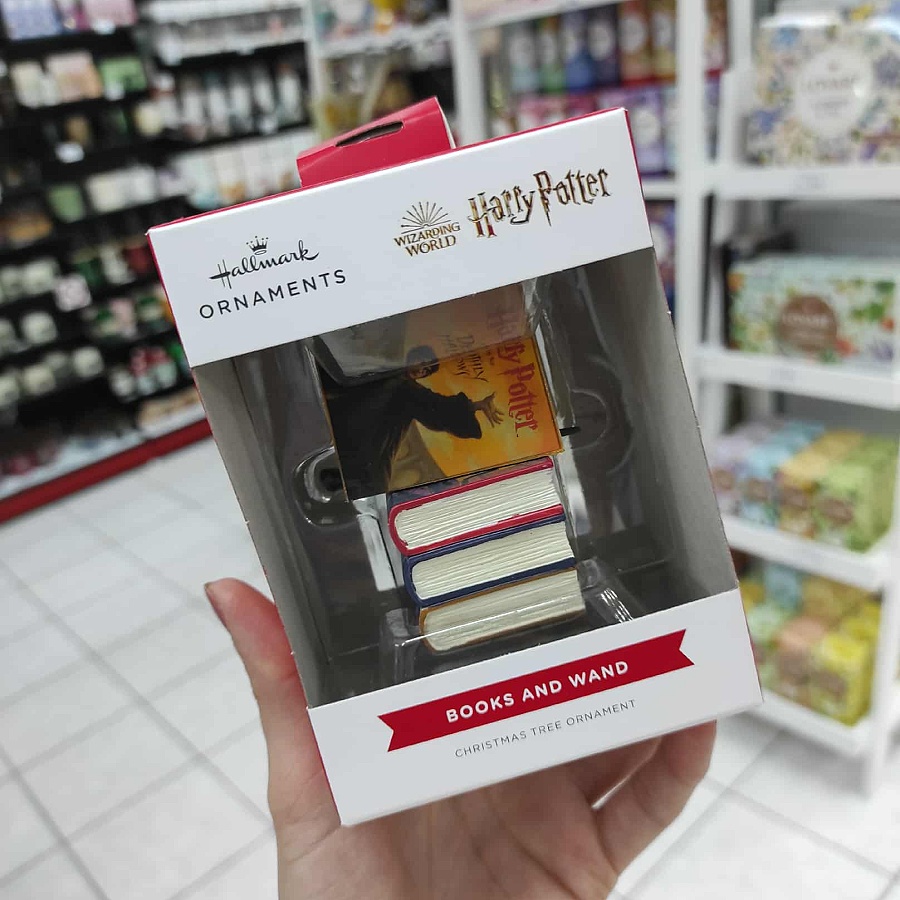 Hallmark
ORNAMENTS
WIZARDING
WORLD
Harry Potter
Harry Potter
BOOKS AND WAND
CHRISTMAS TREE ORNAMENT